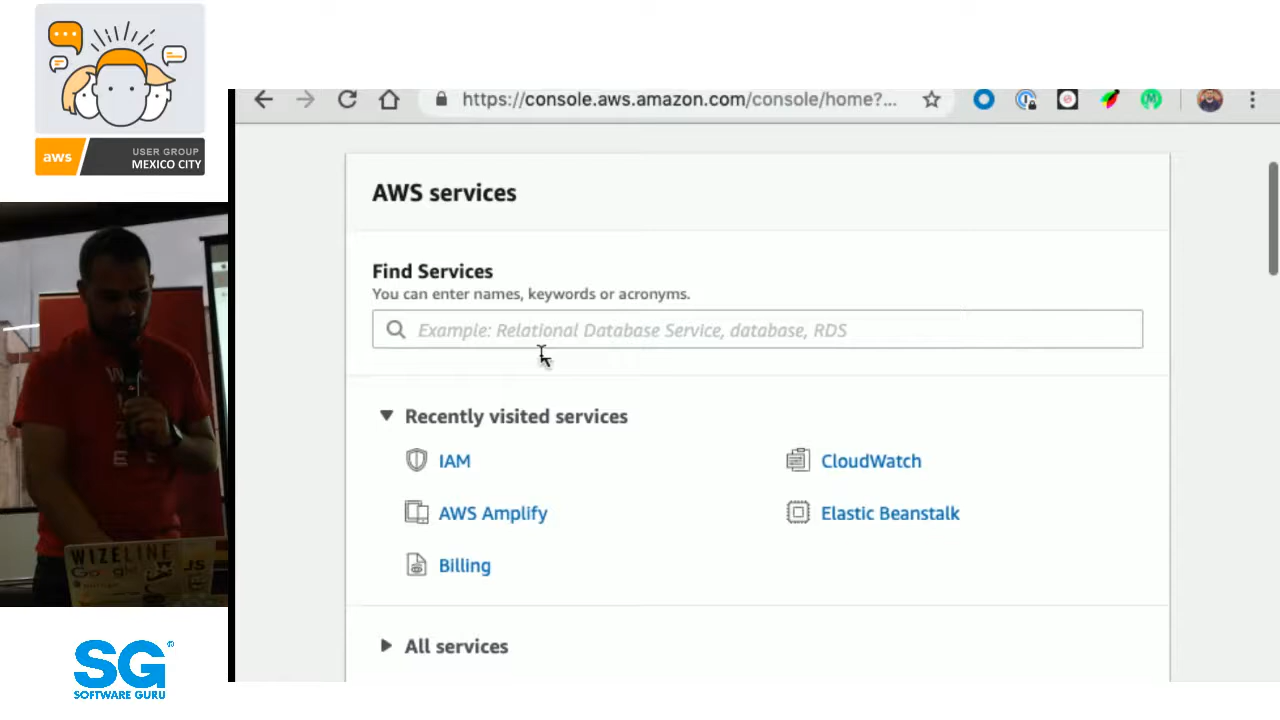 aws
USER GROUP
MEXICO CITY
https://console.aws.amazon.com/console/home?...
AWS services
Find Services
You can enter names, keywords or acronyms.
Example: Relational Database Service, database, RDS
Recently visited services
IAM
CloudWatch
AWS Amplify
Elastic Beanstalk
Billing
All services
WIZELINE
Google
JS
SG®
SOFTWARE GURU